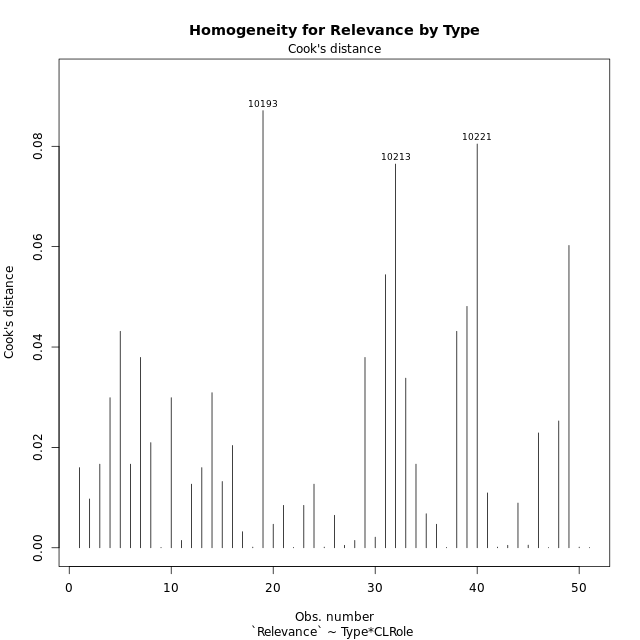 Homogeneity for Relevance by Type
Cook's distance
10193
10221
10213
Cook's distance
0.08
0.06
0.04
0.02
0.00
0 10 20 30 40 50
Obs. number
`Relevance` ~ Type*CLRole